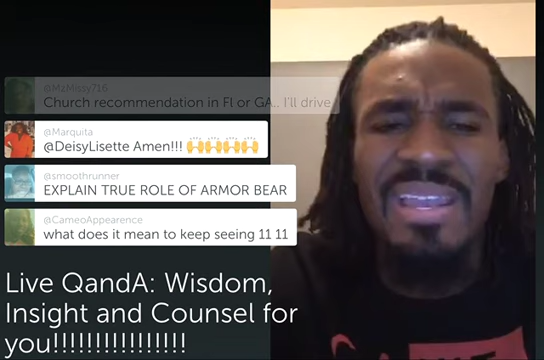 @MzMissy716
Church recommendation in Fl or GA.. I'll drive
@Marquita
@DeisyLisette Amen!!! 🙌🙌🙌🙌
@smoothrunner
EXPLAIN TRUE ROLE OF ARMOR BEAR
@CameoAppearence
what does it mean to keep seeing 11 11
Live QandA: Wisdom,
Insight and Counsel for
you!!!!!!!!!!!!!!!!!